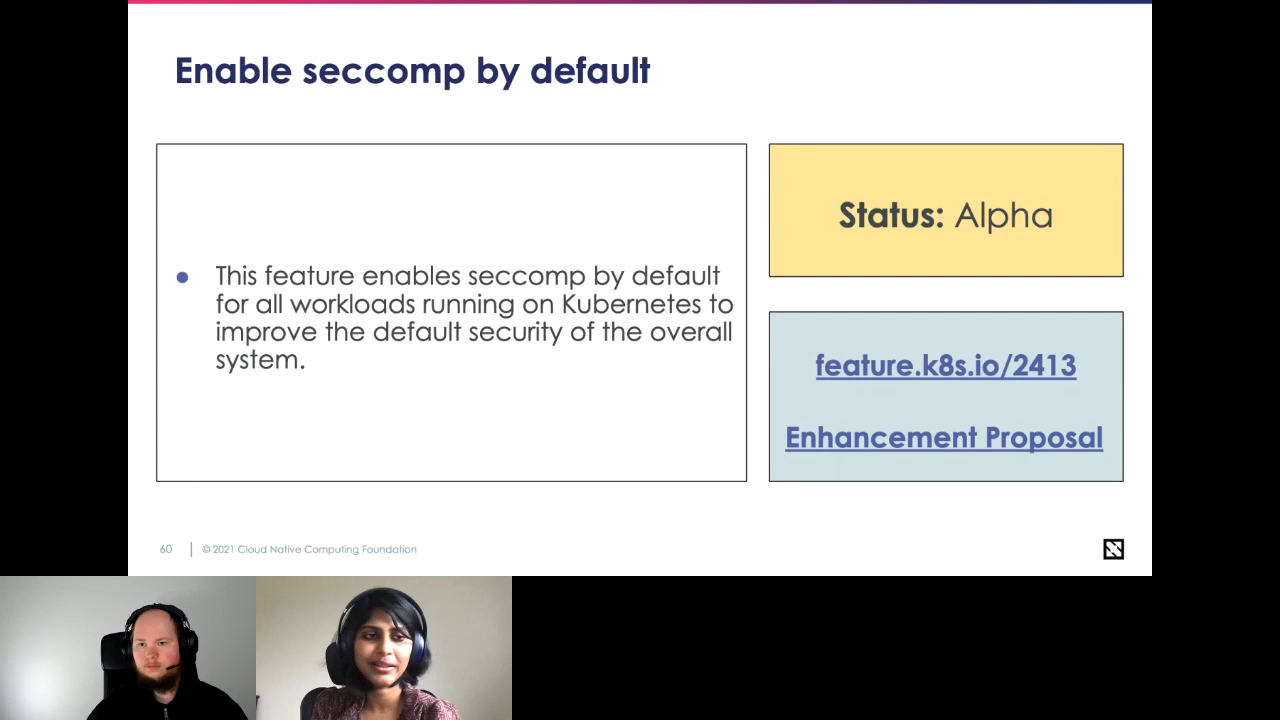 Enable seccomp by default
● This feature enables seccomp by default
for all workloads running on Kubernetes to
improve the default security of the overall
system.
Status: Alpha
feature.k8s.io/2413
Enhancement Proposal
60 | © 2021 Cloud Native Computing Foundation